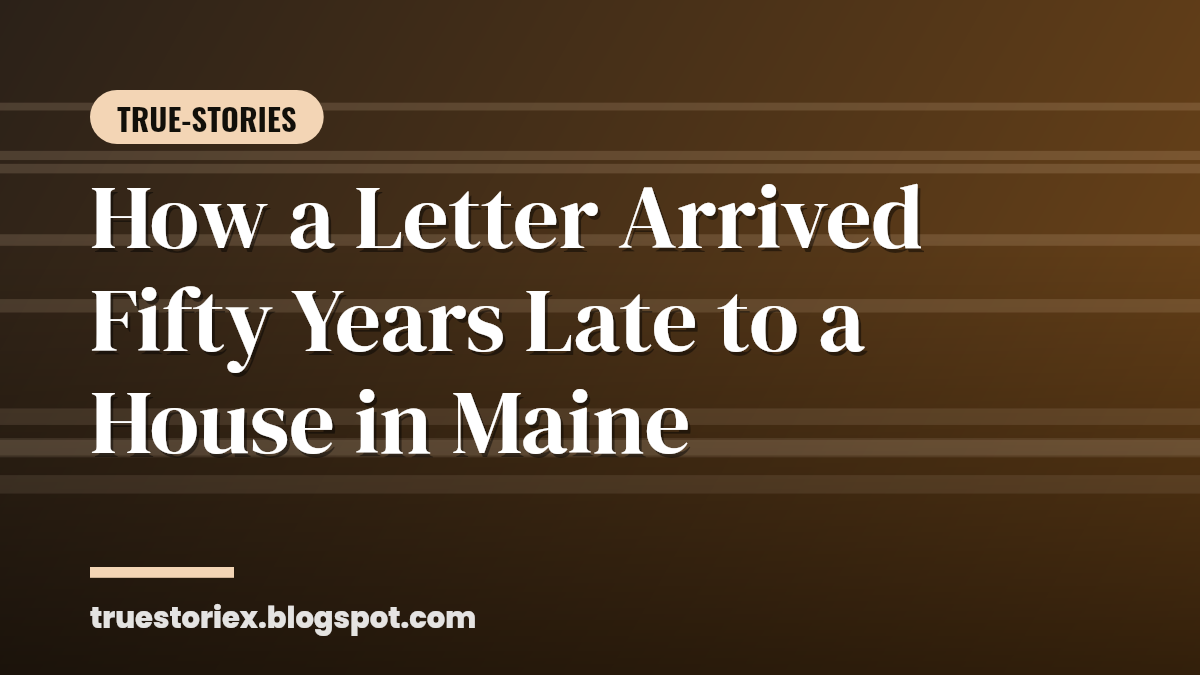 TRUE-STORIES
How a Letter Arrived
Fifty Years Late to a
House in Maine
truestoriex.blogspot.com